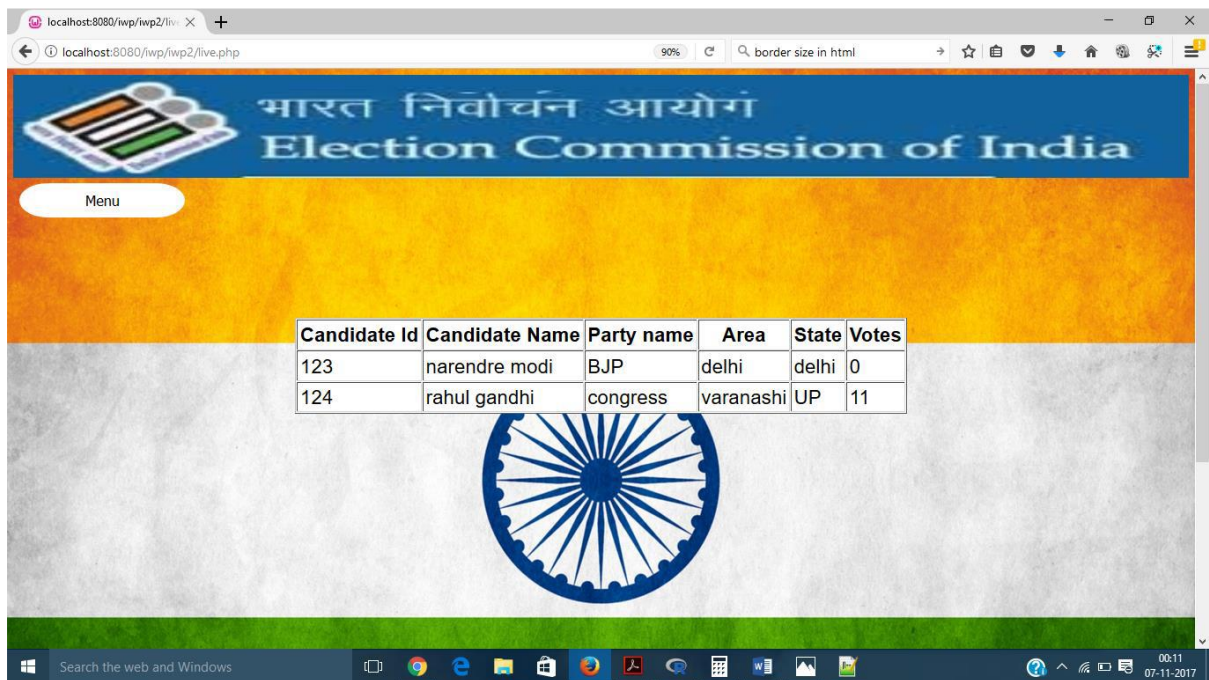 localhost:8080/iwp/iwp2/liv
localhost:8080/iwp/iwp2/live.php
90%
border size in html
भारत निर्वाचन आयोग
Election Commission of India
Menu
Candidate Id Candidate Name Party name Area State Votes
123 narendre modi BJP delhi delhi 0
124 rahul gandhi congress varanashi UP 11
Search the web and Windows
00:11
07-11-2017